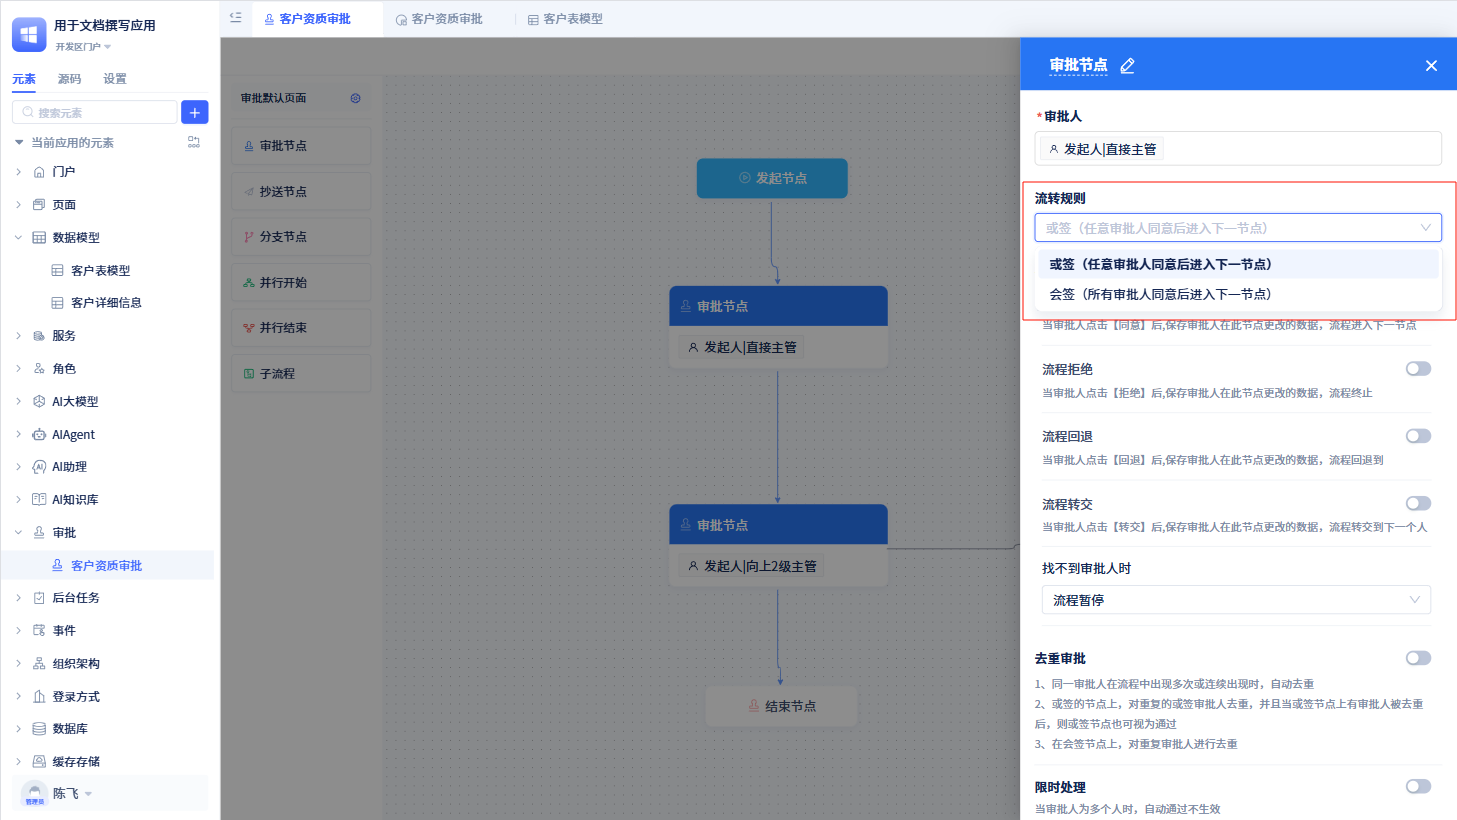 用于文档撰写应用
开发区门户
元素 源码 设置
搜索元素
当前应用的元素
门户
页面
数据模型
客户表模型
客户详细信息
服务
角色
AI大模型
AIAgent
AI助理
AI知识库
审批
客户资质审批
后台任务
事件
组织架构
登录方式
数据库
缓存存储
管理员
陈飞
客户资质审批 客户资质审批 客户表模型
审批默认页面
审批节点
抄送节点
分支节点
并行开始
并行结束
子流程
发起节点
审批节点
发起人|直接主管
审批节点
发起人|向上2级主管
结束节点
审批节点
*审批人
发起人|直接主管
流转规则
或签（任意审批人同意后进入下一节点）
或签（任意审批人同意后进入下一节点）
会签（所有审批人同意后进入下一节点）
当审批人点击【同意】后,保存审批人在此节点更改的数据，流程进入下一节点
流程拒绝
当审批人点击【拒绝】后,保存审批人在此节点更改的数据，流程终止
流程回退
当审批人点击【回退】后,保存审批人在此节点更改的数据，流程回退到
流程转交
当审批人点击【转交】后,保存审批人在此节点更改的数据，流程转交到下一个人
找不到审批人时
流程暂停
去重审批
1、同一审批人在流程中出现多次或连续出现时，自动去重
2、或签的节点上，对重复的或签审批人去重，并且当或签节点上有审批人被去重
后，则或签节点也可视为通过
3、在会签节点上，对重复审批人进行去重
限时处理
当审批人为多个人时，自动通过不生效